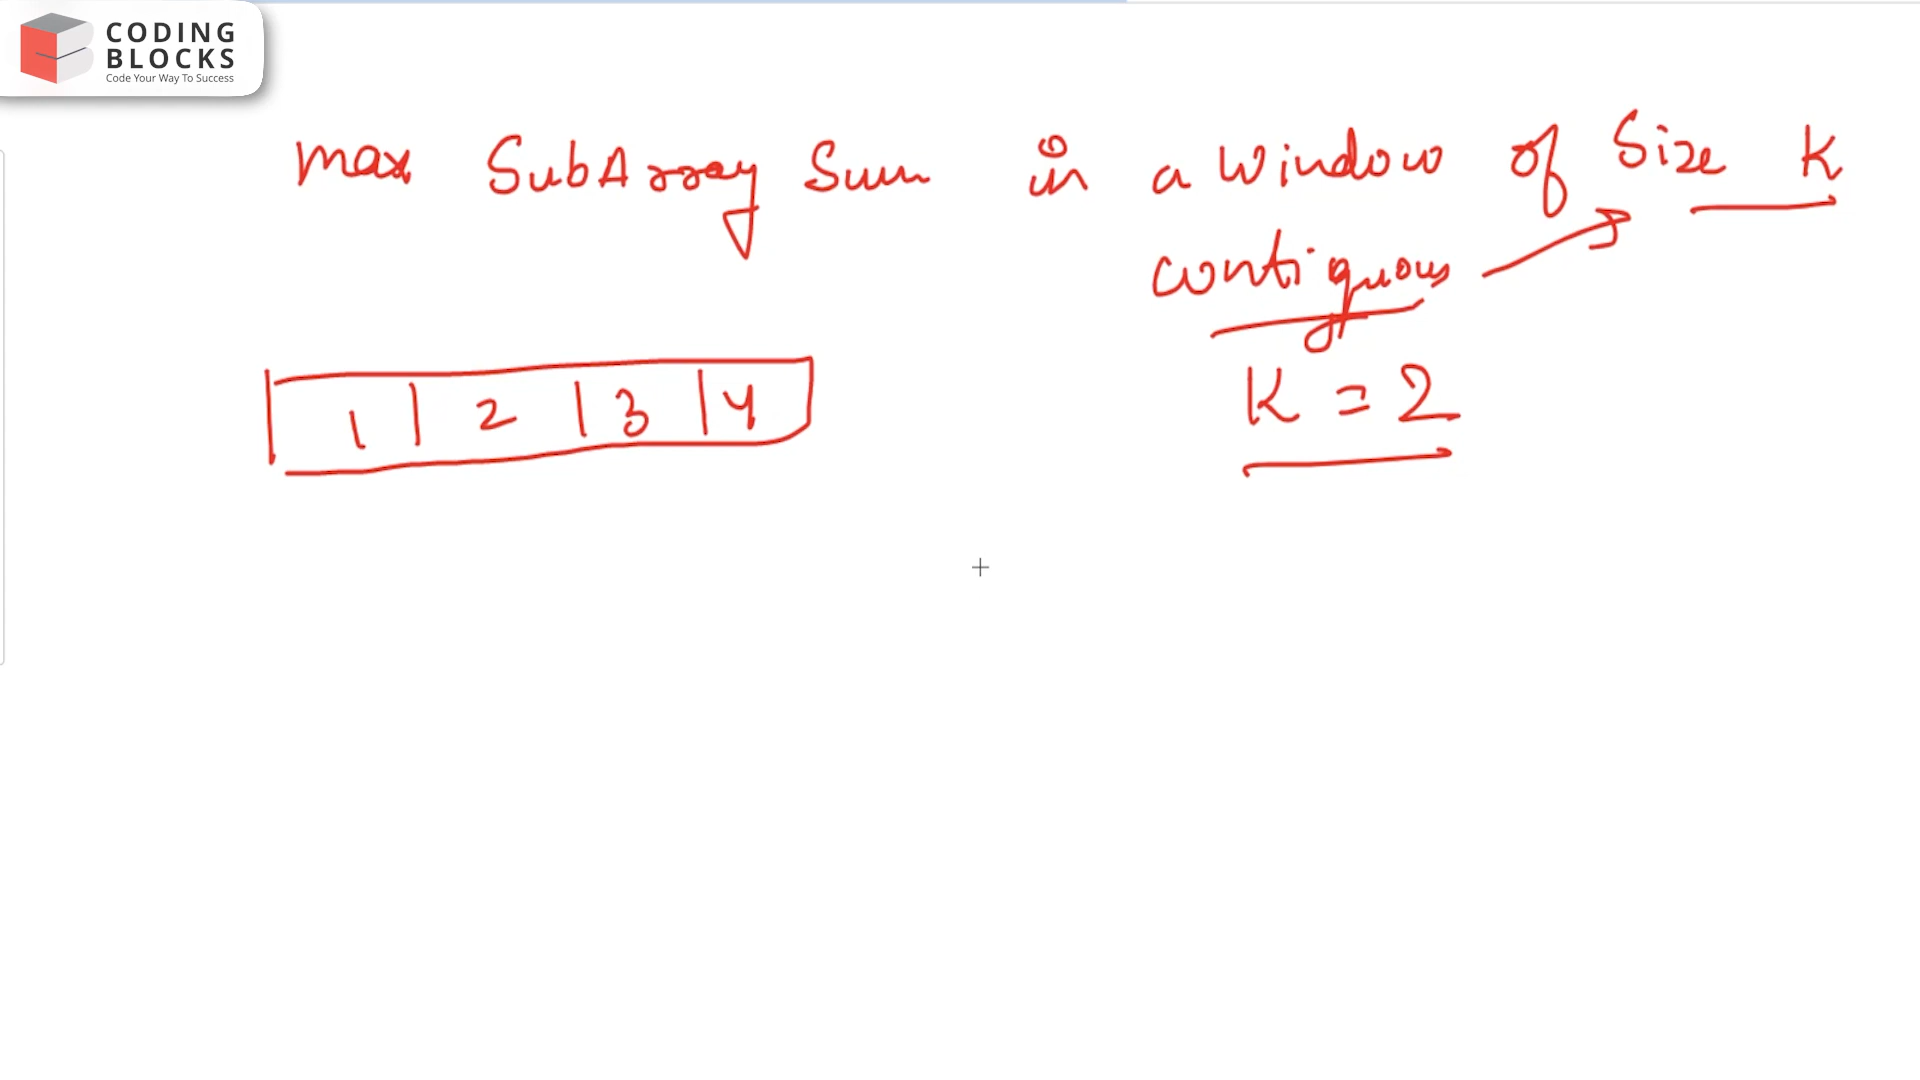 CODING
BLOCKS
Code Your Way To Success
max SubArray Sum in a window of Size K
contiguous
1 | 2 | 3 | 4
K = 2